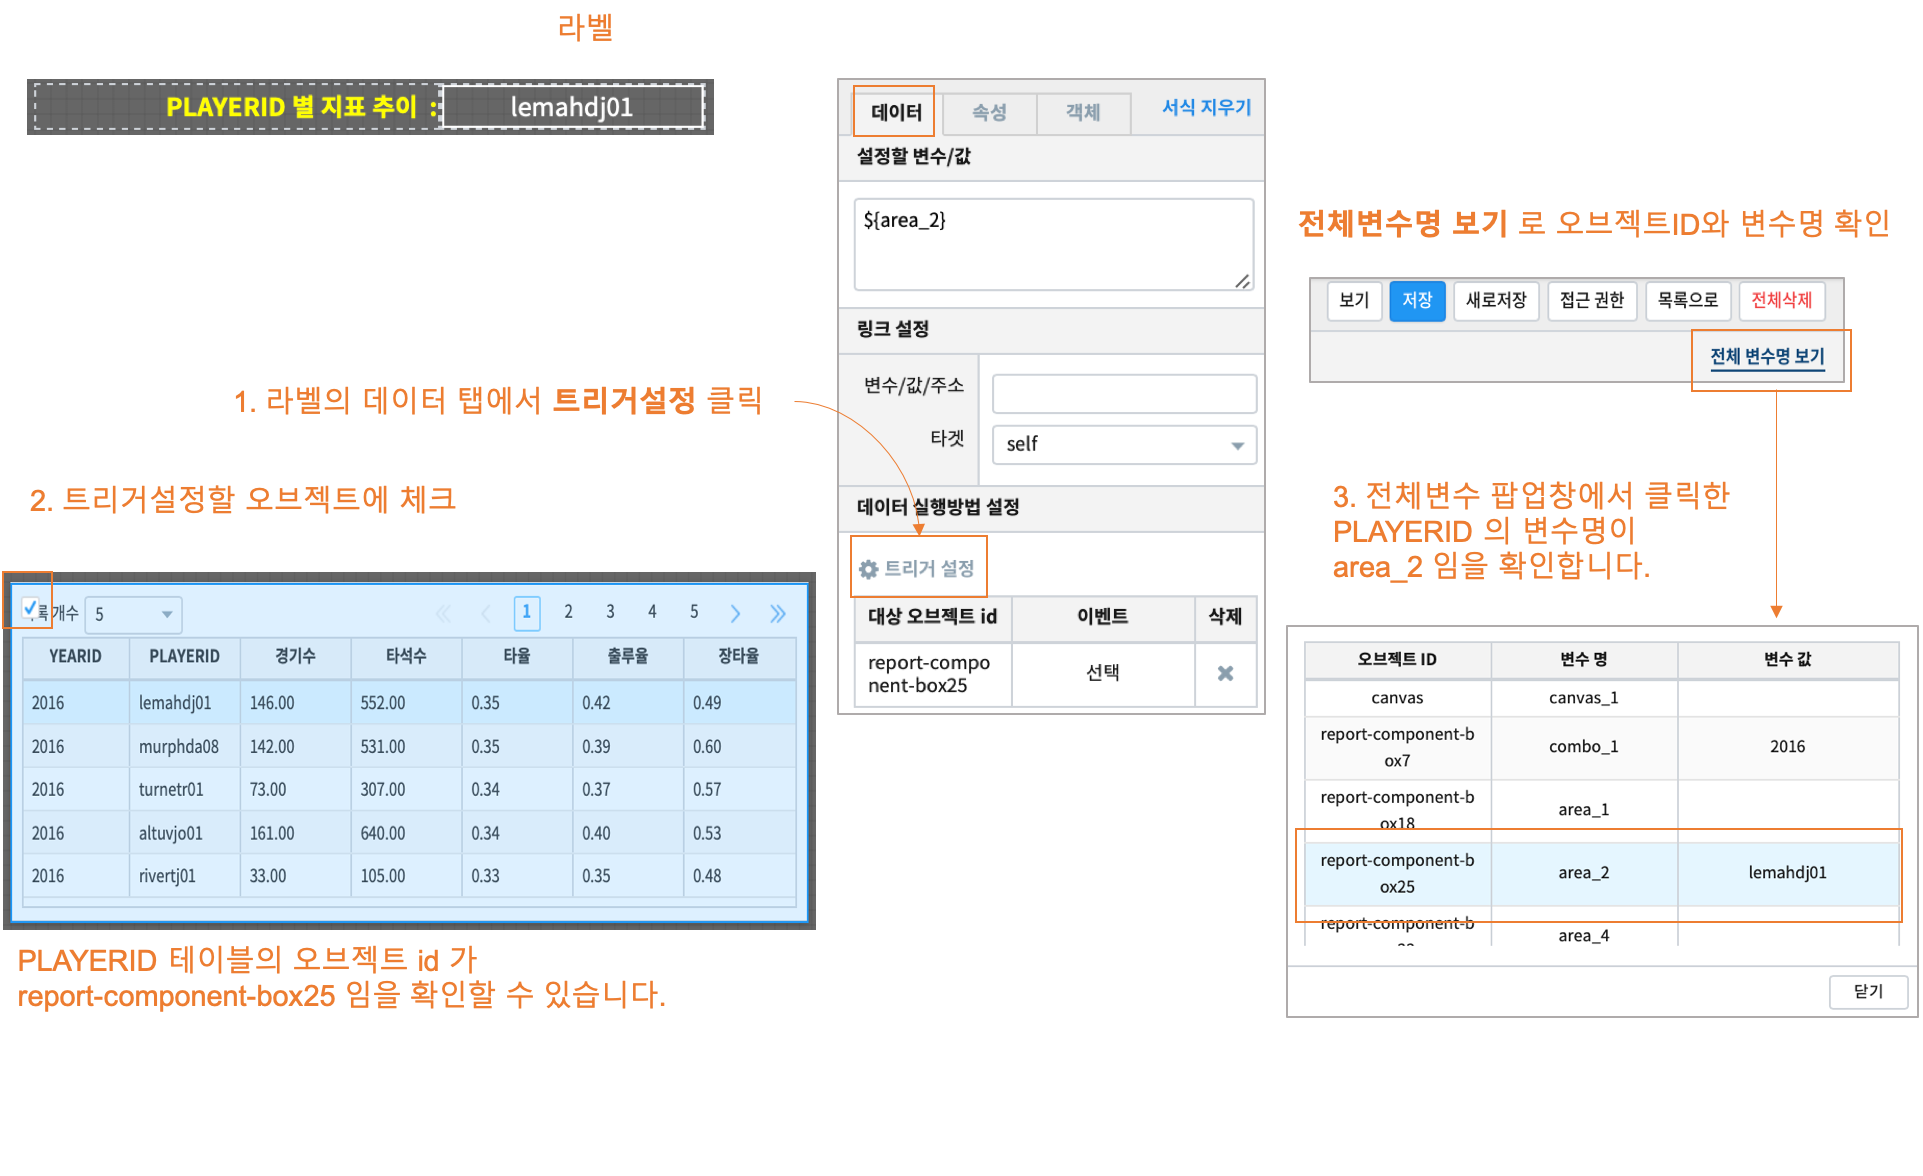 라벨
PLAYERID 별 지표 추이 :
lemahdj01
데이터
속성
객체
서식 지우기
설정할 변수/값
${area_2}
링크 설정
변수/값/주소
타겟
self
데이터 실행방법 설정
트리거 설정
대상 오브젝트 id
이벤트
삭제
report-compo
nent-box25
선택
1. 라벨의 데이터 탭에서 트리거설정 클릭
2. 트리거설정할 오브젝트에 체크
개수
5
1 2 3 4 5
YEARID PLAYERID 경기수 타석수 타율 출루율 장타율
2016 lemahdj01 146.00 552.00 0.35 0.42 0.49
2016 murphda08 142.00 531.00 0.35 0.39 0.60
2016 turnetr01 73.00 307.00 0.34 0.37 0.57
2016 altuvjo01 161.00 640.00 0.34 0.40 0.53
2016 rivertj01 33.00 105.00 0.33 0.35 0.48
PLAYERID 테이블의 오브젝트 id 가
report-component-box25 임을 확인할 수 있습니다.
전체변수명 보기 로 오브젝트ID와 변수명 확인
보기
저장
새로저장
접근 권한
목록으로
전체삭제
전체 변수명 보기
3. 전체변수 팝업창에서 클릭한
PLAYERID 의 변수명이
area_2 임을 확인합니다.
오브젝트 ID 변수 명 변수 값
canvas canvas_1
report-component-b
ox7
combo_1
2016
report-component-b
ox18
area_1
report-component-b
ox25
area_2
lemahdj01
report-component-b
area_4
닫기